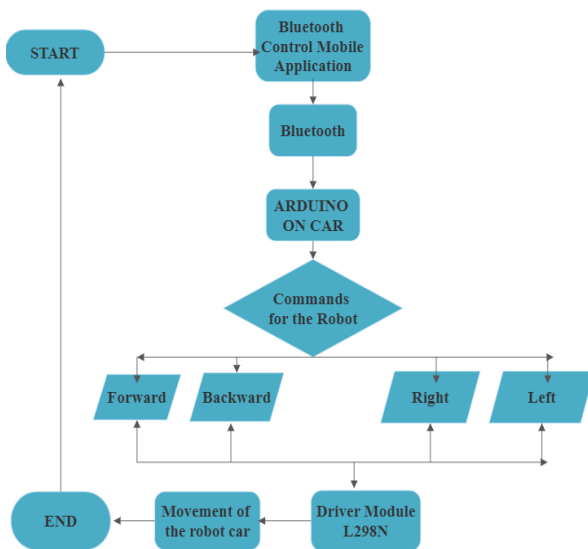 START
Bluetooth
Control Mobile
Application
Bluetooth
ARDUINO
ON CAR
Commands
for the Robot
Forward
Backward
Right
Left
END
Movement of
the robot car
Driver Module
L298N